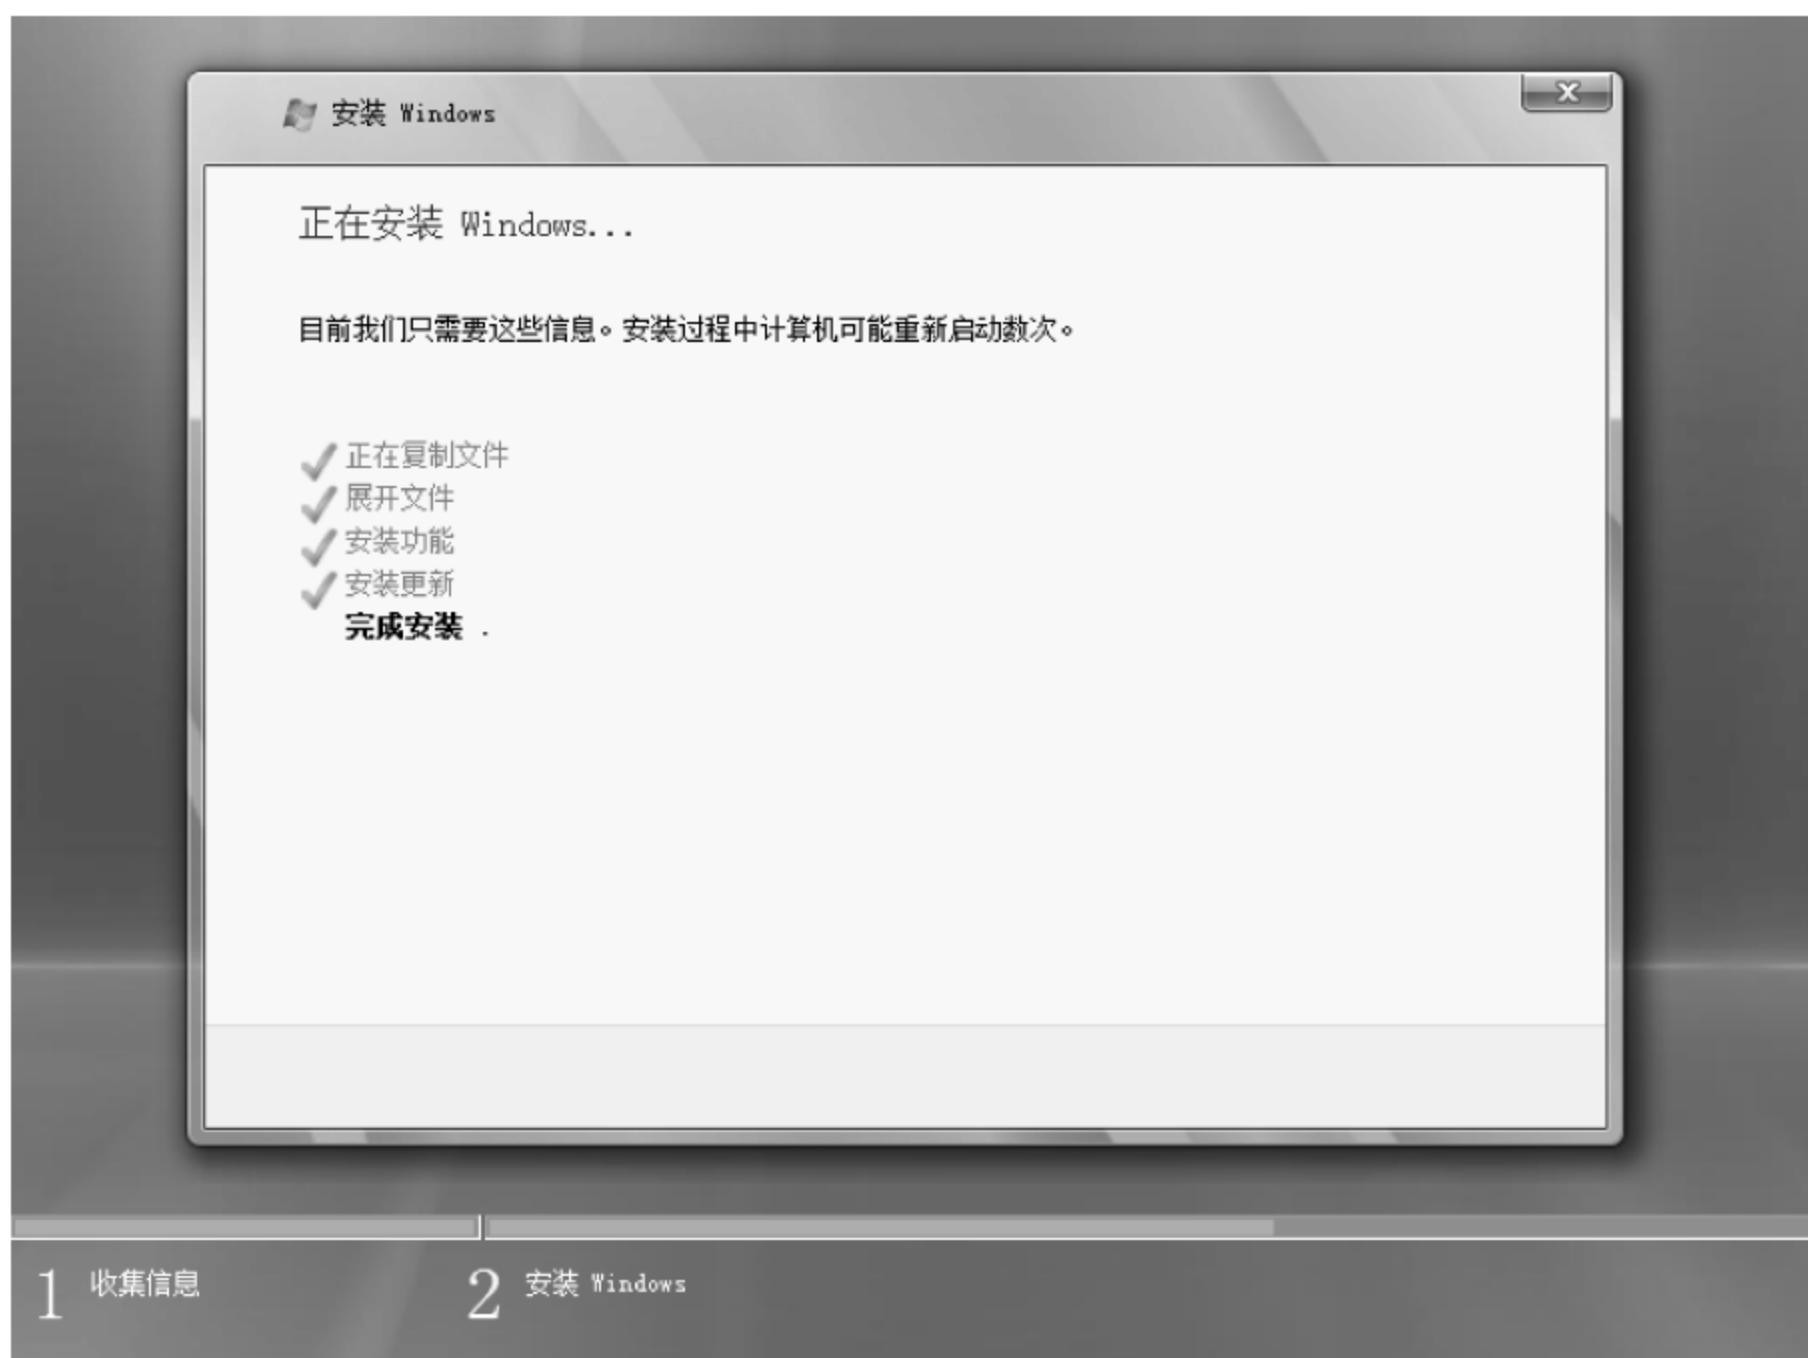 安装 Windows
正在安装 Windows...
目前我们只需要这些信息。安装过程中计算机可能重新启动数次。
正在复制文件
展开文件
安装功能
安装更新
完成安装 .
1 收集信息
2 安装 Windows